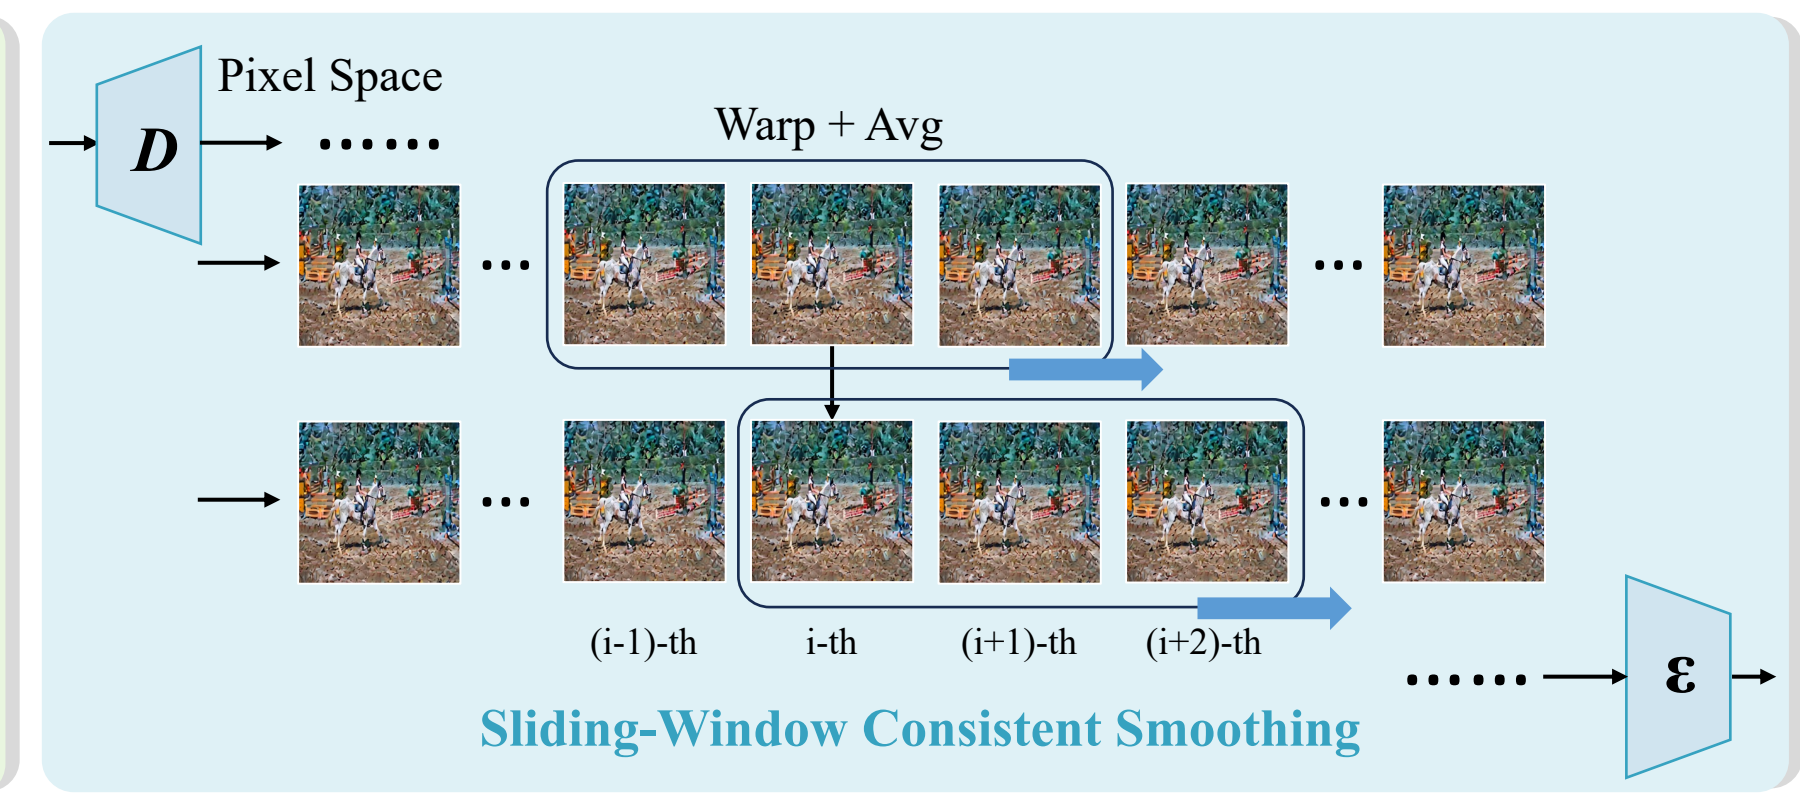 D
Pixel Space
......
Warp + Avg
...
...
...
...
(i-1)-th i-th (i+1)-th (i+2)-th
......
ε
Sliding-Window Consistent Smoothing